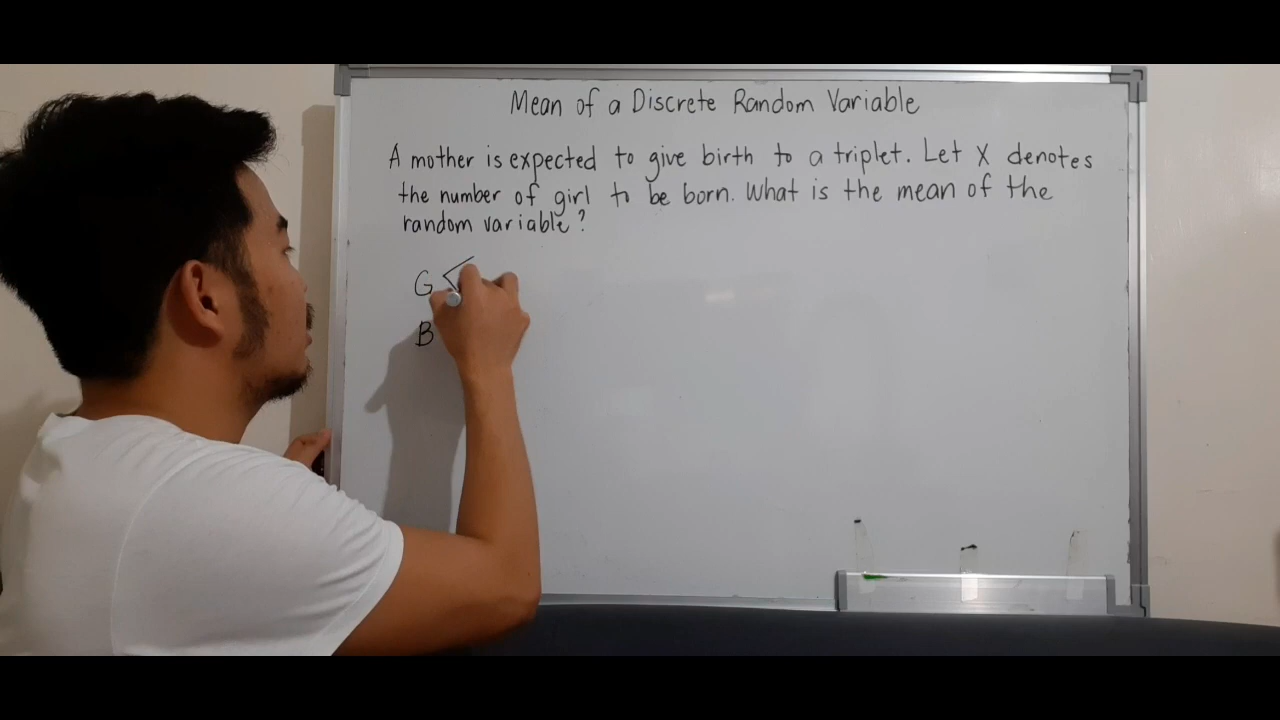 Mean of a Discrete Random Variable
A mother is expected to give birth to a triplet. Let X denotes
the number of girl to be born. What is the mean of the
random variable?
G
B